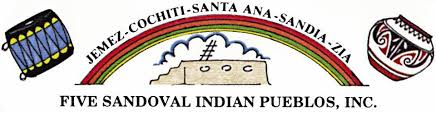 JEMEZ-COCHITI-SANTA ANA-SANDIA-ZIA
FIVE SANDOVAL INDIAN PUEBLOS, INC.